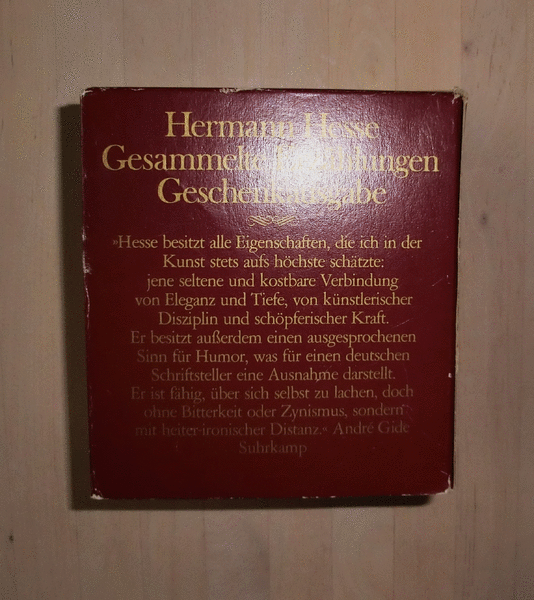 Hermann Hesse
Gesammelte Erzählungen
Geschenkausgabe
»Hesse besitzt alle Eigenschaften, die ich in der
Kunst stets aufs höchste schätzte:
jene seltene und kostbare Verbindung
von Eleganz und Tiefe, von künstlerischer
Disziplin und schöpferischer Kraft.
Er besitzt außerdem einen ausgesprochenen
Sinn für Humor, was für einen deutschen
Schriftsteller eine Ausnahme darstellt.
Er ist fähig, über sich selbst zu lachen, doch
ohne Bitterkeit oder Zynismus, sondern
mit heiter-ironischer Distanz.« André Gide
Suhrkamp